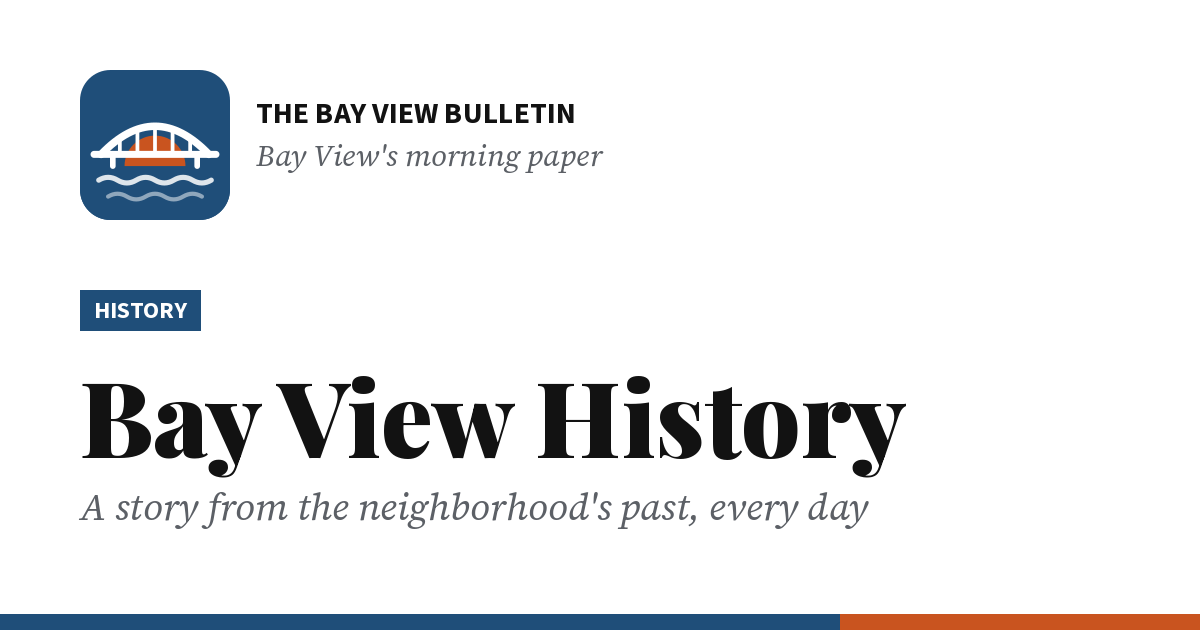 THE BAY VIEW BULLETIN
Bay View's morning paper
HISTORY
Bay View History
A story from the neighborhood's past, every day